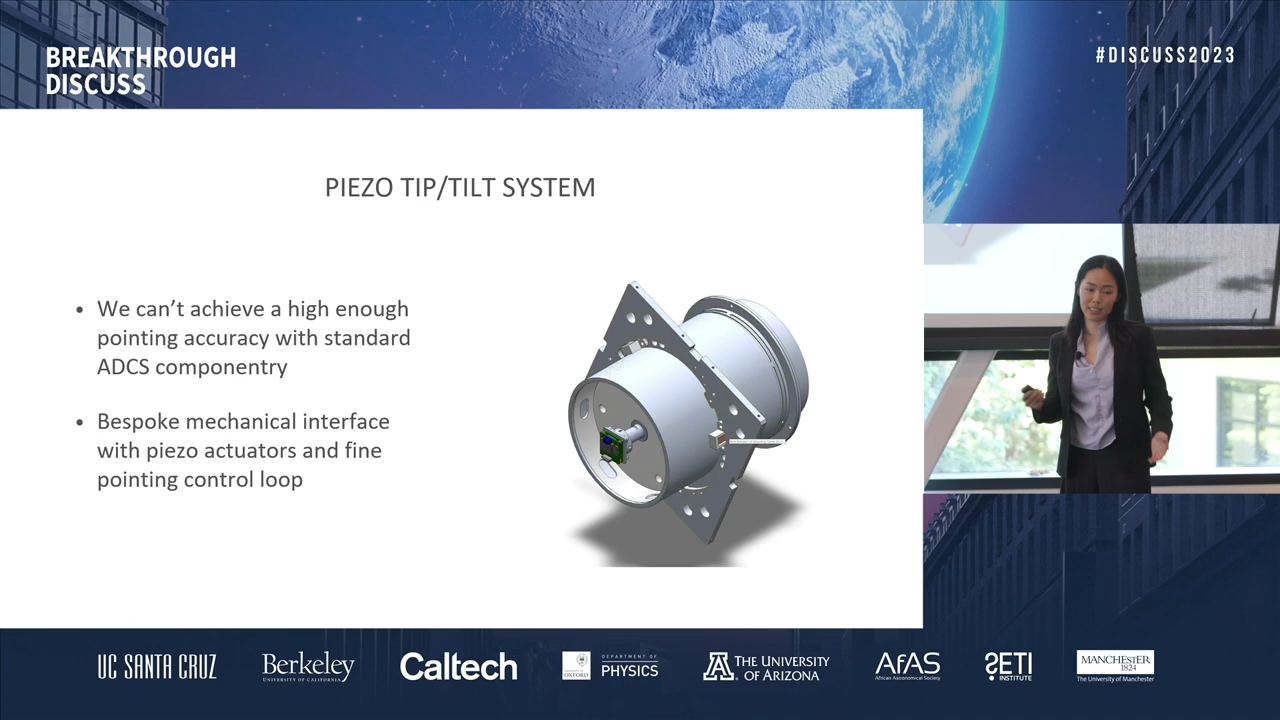 BREAKTHROUGH
DISCUSS
#DISCUSS2023
PIEZO TIP/TILT SYSTEM
• We can’t achieve a high enough
pointing accuracy with standard
ADCS componentry
• Bespoke mechanical interface
with piezo actuators and fine
pointing control loop
UC SANTA CRUZ
Berkeley
UNIVERSITY OF CALIFORNIA
Caltech
UNIVERSITY OF
OXFORD
DEPARTMENT OF
PHYSICS
THE UNIVERSITY
OF ARIZONA
AfAS
African Astronomical Society
SETI
INSTITUTE
MANCHESTER
1824
The University of Manchester